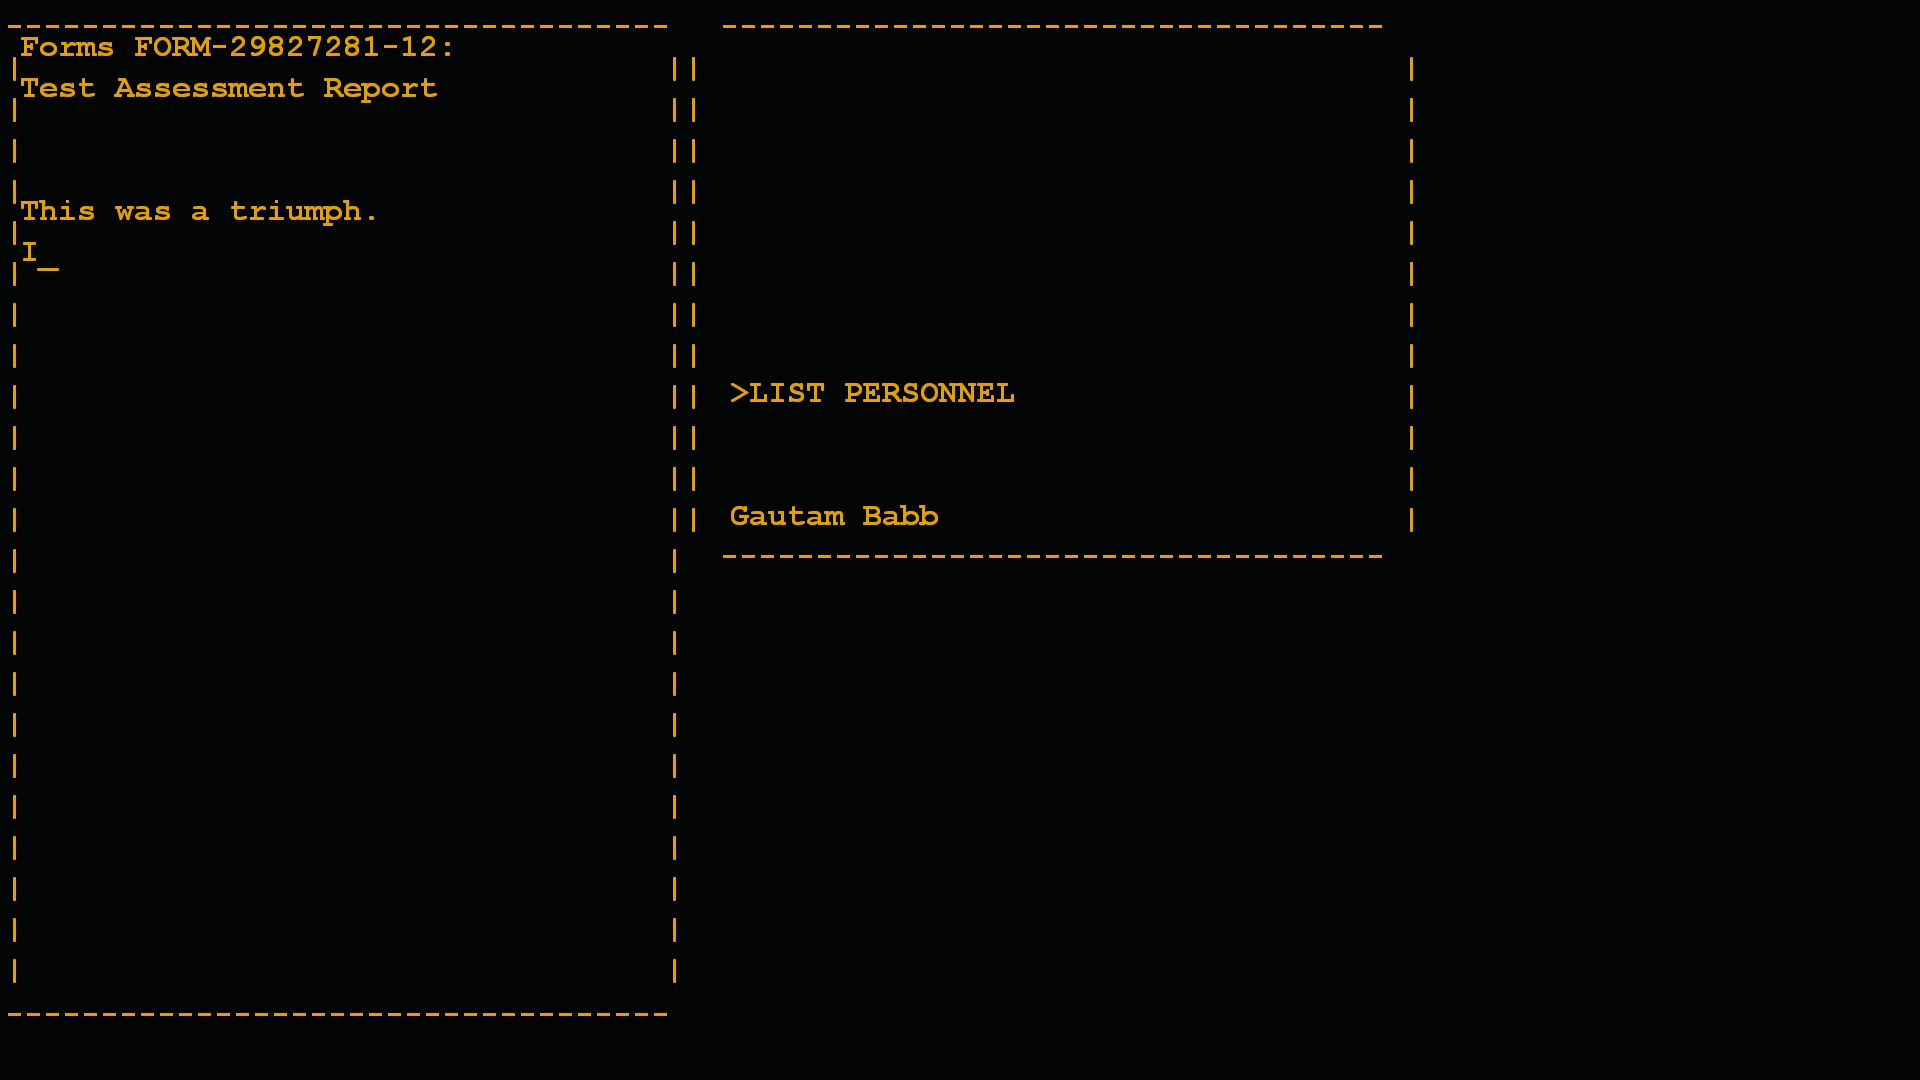 Forms FORM-29827281-12:
Test Assessment Report
This was a triumph.
I_
>LIST PERSONNEL
Gautam Babb